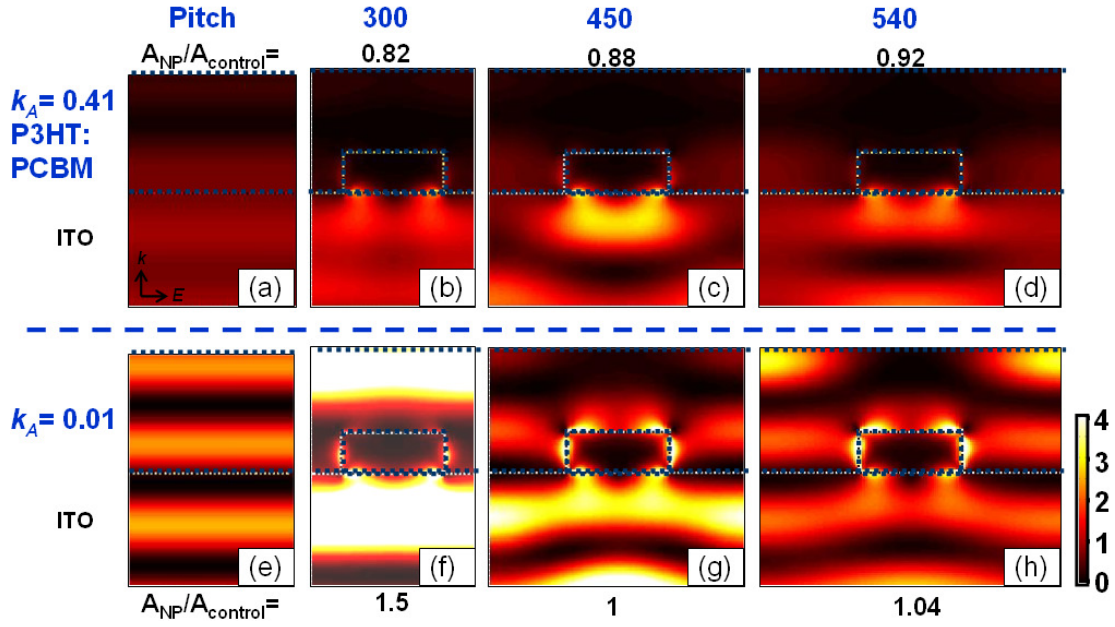 Pitch 300 450 540
A_NP/A_control= 0.82 0.88 0.92
k_A= 0.41
P3HT:
PCBM
ITO
k
E
(a) (b) (c) (d)
k_A= 0.01
ITO
4
3
2
1
0
(e) (f) (g) (h)
A_NP/A_control= 1.5 1 1.04